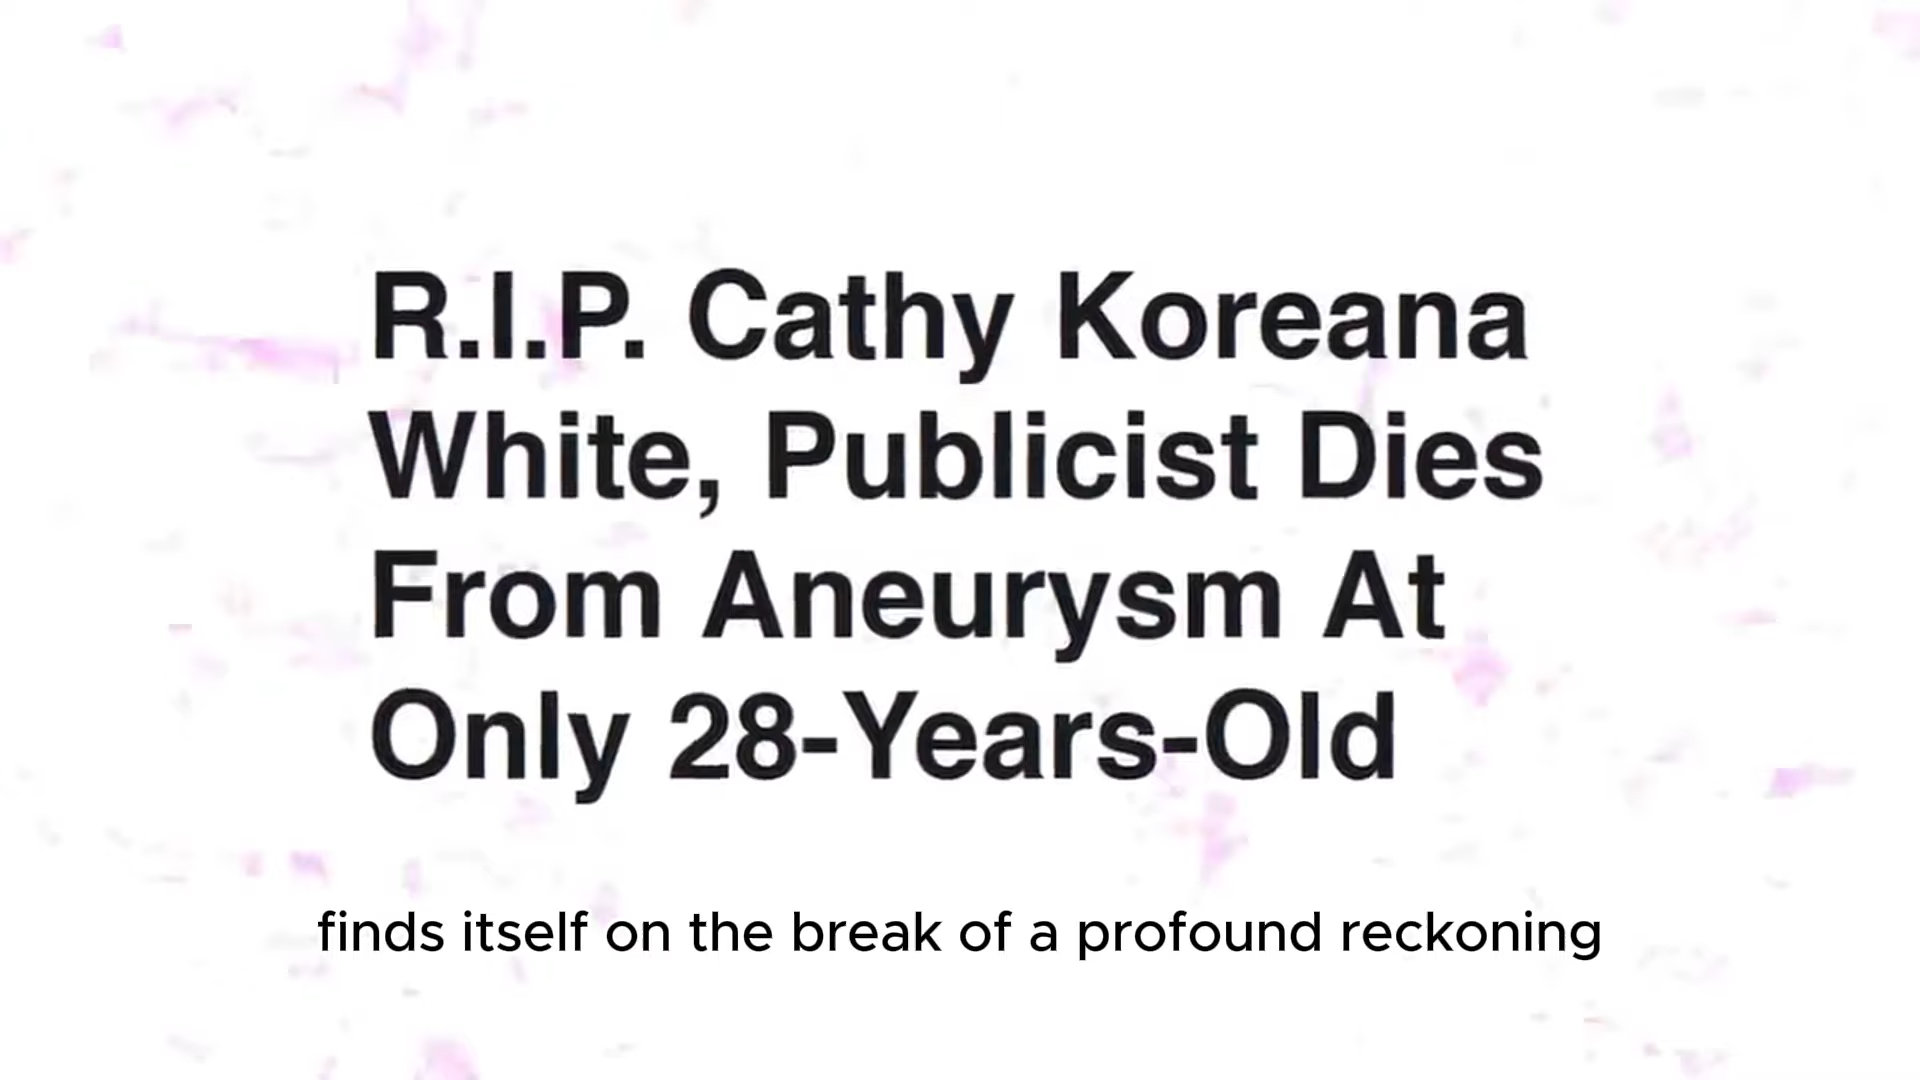 R.I.P. Cathy Koreana
White, Publicist Dies
From Aneurysm At
Only 28-Years-Old
finds itself on the break of a profound reckoning